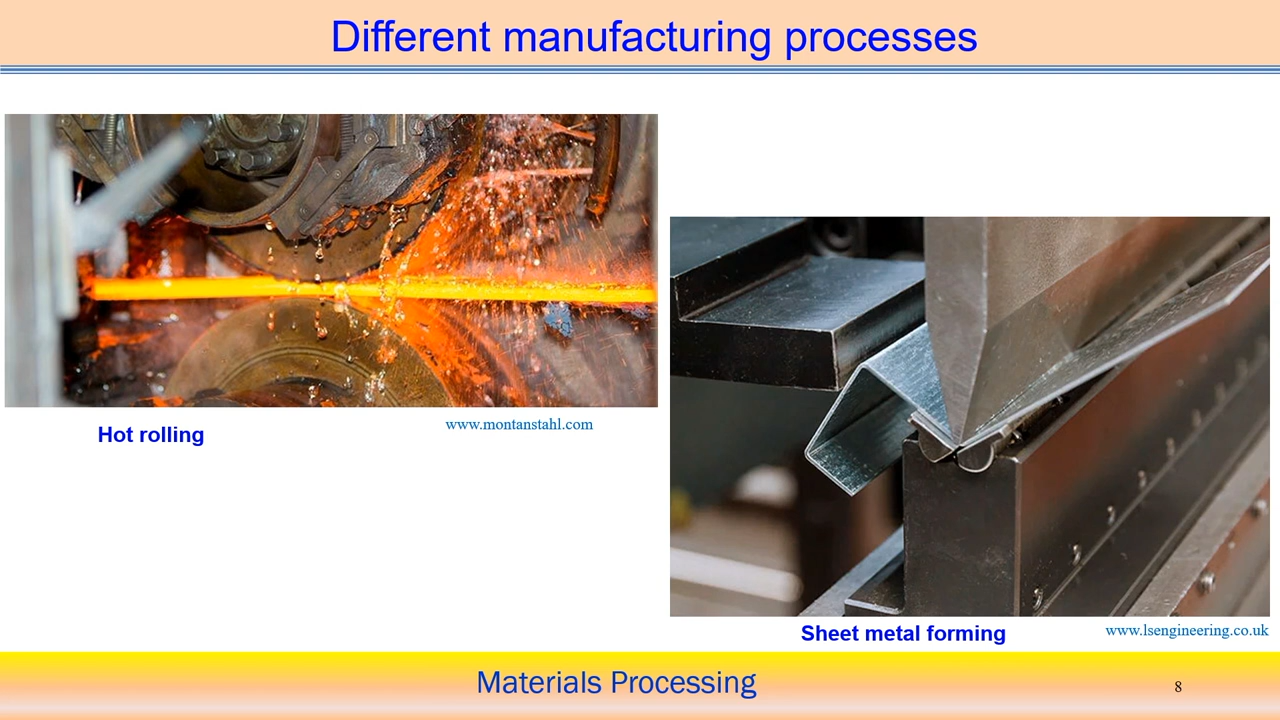 Different manufacturing processes
www.montanstahl.com
Hot rolling
Sheet metal forming
www.lsengineering.co.uk
Materials Processing
8